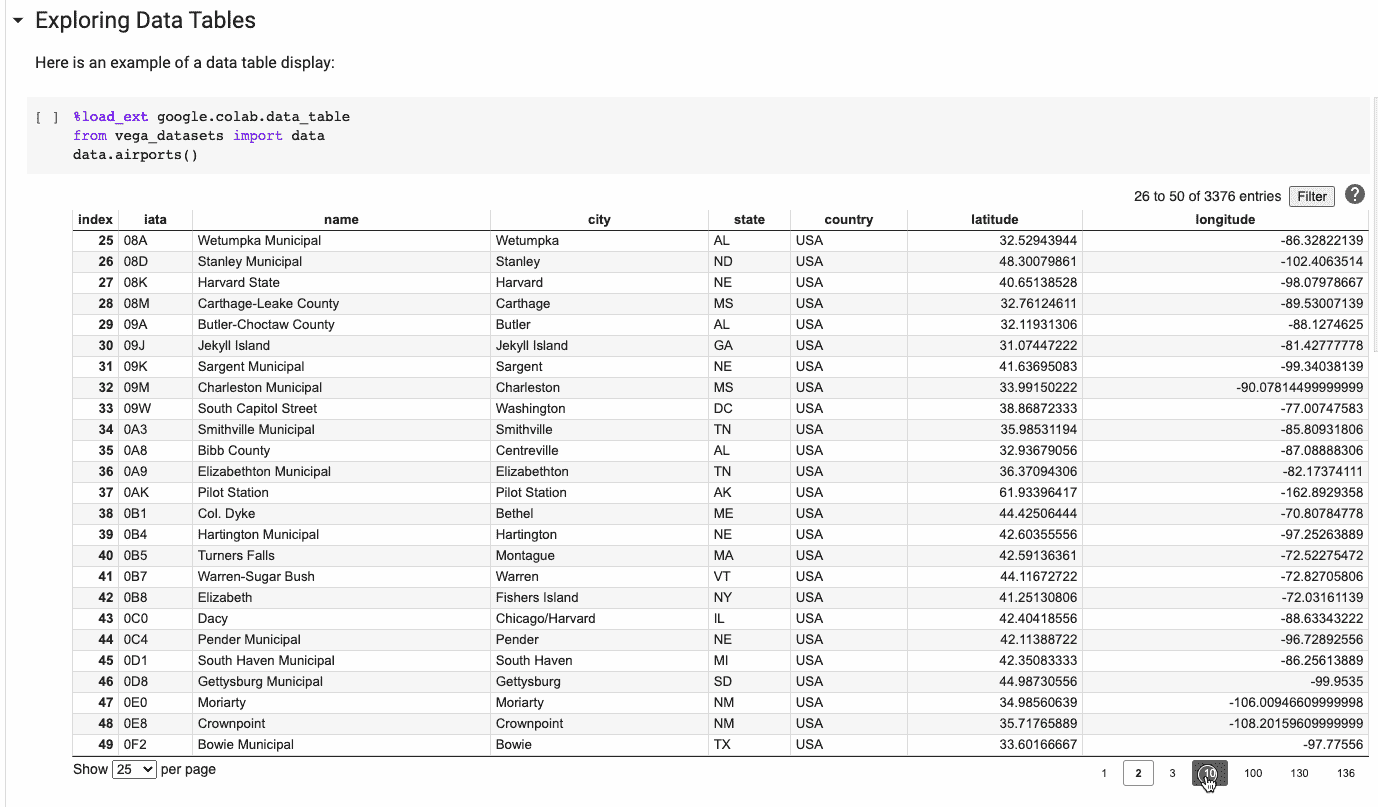 Exploring Data Tables
Here is an example of a data table display:
[ ] %load_ext google.colab.data_table
from vega_datasets import data
data.airports()
26 to 50 of 3376 entries Filter ?
index iata name city state country latitude longitude
25 08A Wetumpka Municipal Wetumpka AL USA 32.52943944 -86.32822139
26 08D Stanley Municipal Stanley ND USA 48.30079861 -102.4063514
27 08K Harvard State Harvard NE USA 40.65138528 -98.07978667
28 08M Carthage-Leake County Carthage MS USA 32.76124611 -89.53007139
29 09A Butler-Choctaw County Butler AL USA 32.11931306 -88.1274625
30 09J Jekyll Island Jekyll Island GA USA 31.07447222 -81.42777778
31 09K Sargent Municipal Sargent NE USA 41.63695083 -99.34038139
32 09M Charleston Municipal Charleston MS USA 33.99150222 -90.07814499999999
33 09W South Capitol Street Washington DC USA 38.86872333 -77.00747583
34 0A3 Smithville Municipal Smithville TN USA 35.98531194 -85.80931806
35 0A8 Bibb County Centreville AL USA 32.93679056 -87.08888306
36 0A9 Elizabethton Municipal Elizabethton TN USA 36.37094306 -82.17374111
37 0AK Pilot Station Pilot Station AK USA 61.93396417 -162.8929358
38 0B1 Col. Dyke Bethel ME USA 44.42506444 -70.80784778
39 0B4 Hartington Municipal Hartington NE USA 42.60355556 -97.25263889
40 0B5 Turners Falls Montague MA USA 42.59136361 -72.52275472
41 0B7 Warren-Sugar Bush Warren VT USA 44.11672722 -72.82705806
42 0B8 Elizabeth Fishers Island NY USA 41.25130806 -72.03161139
43 0C0 Dacy Chicago/Harvard IL USA 42.40418556 -88.63343222
44 0C4 Pender Municipal Pender NE USA 42.11388722 -96.72892556
45 0D1 South Haven Municipal South Haven MI USA 42.35083333 -86.25613889
46 0D8 Gettysburg Municipal Gettysburg SD USA 44.98730556 -99.9535
47 0E0 Moriarty Moriarty NM USA 34.98560639 -106.00946609999998
48 0E8 Crownpoint Crownpoint NM USA 35.71765889 -108.20159609999999
49 0F2 Bowie Municipal Bowie TX USA 33.60166667 -97.77556
Show 25 per page 1 2 3 10 100 130 136